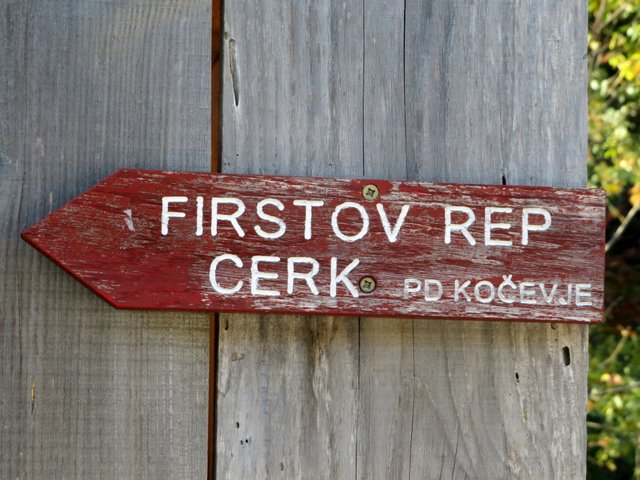 FIRSTOV REP
CERK PD KOČEVJE